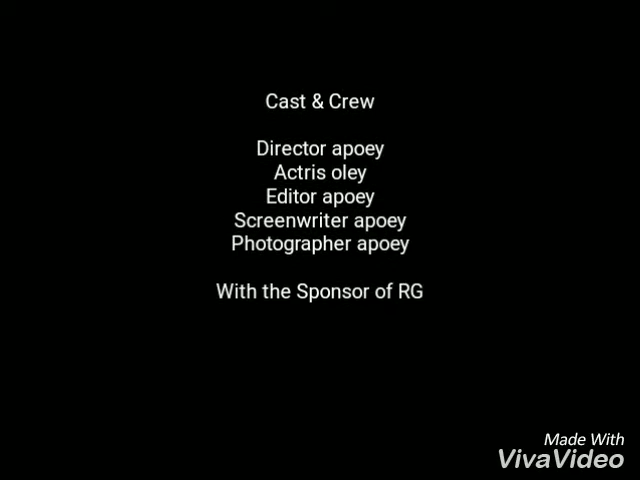 Cast & Crew
Director apoey
Actris oley
Editor apoey
Screenwriter apoey
Photographer apoey
With the Sponsor of RG
Made With
VivaVideo